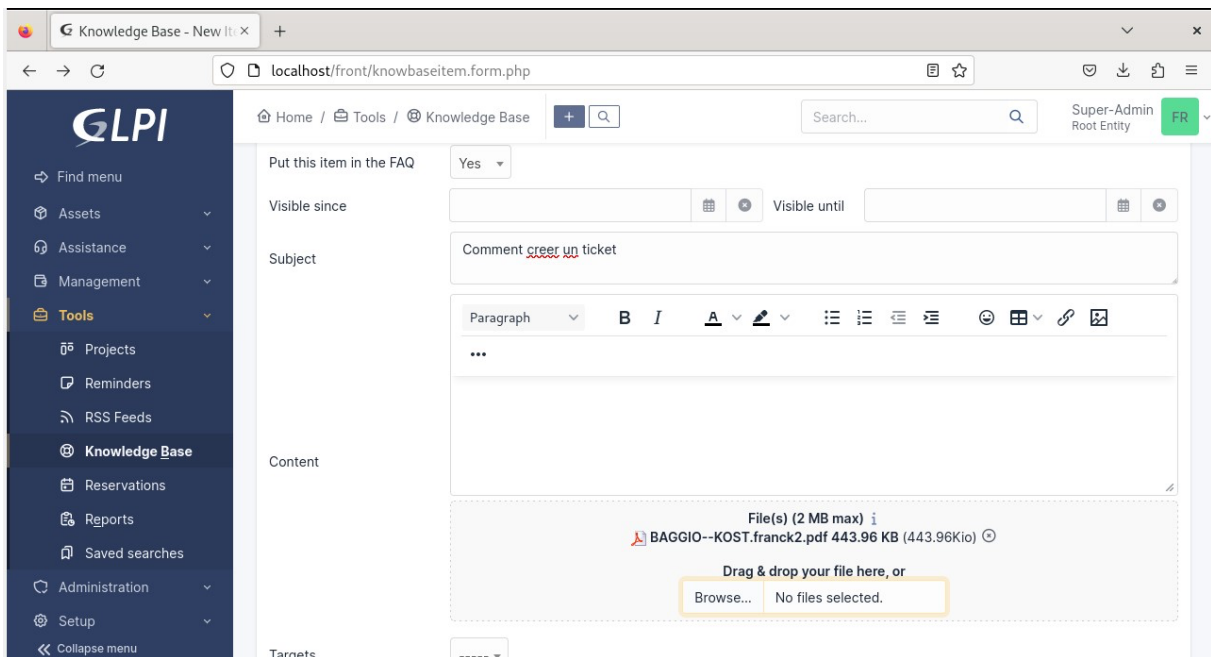 Knowledge Base - New It
localhost/front/knowbaseitem.form.php
GLPI
Home / Tools / Knowledge Base
+
Search...
Super-Admin
Root Entity
FR
Find menu
Assets
Assistance
Management
Tools
Projects
Reminders
RSS Feeds
Knowledge Base
Reservations
Reports
Saved searches
Administration
Setup
Collapse menu
Put this item in the FAQ Yes
Visible since Visible until
Subject Comment creer un ticket
Paragraph B I A
•••
Content
File(s) (2 MB max) i
BAGGIO--KOST.franck2.pdf 443.96 KB (443.96Kio)
Drag & drop your file here, or
Browse... No files selected.
Targets -----